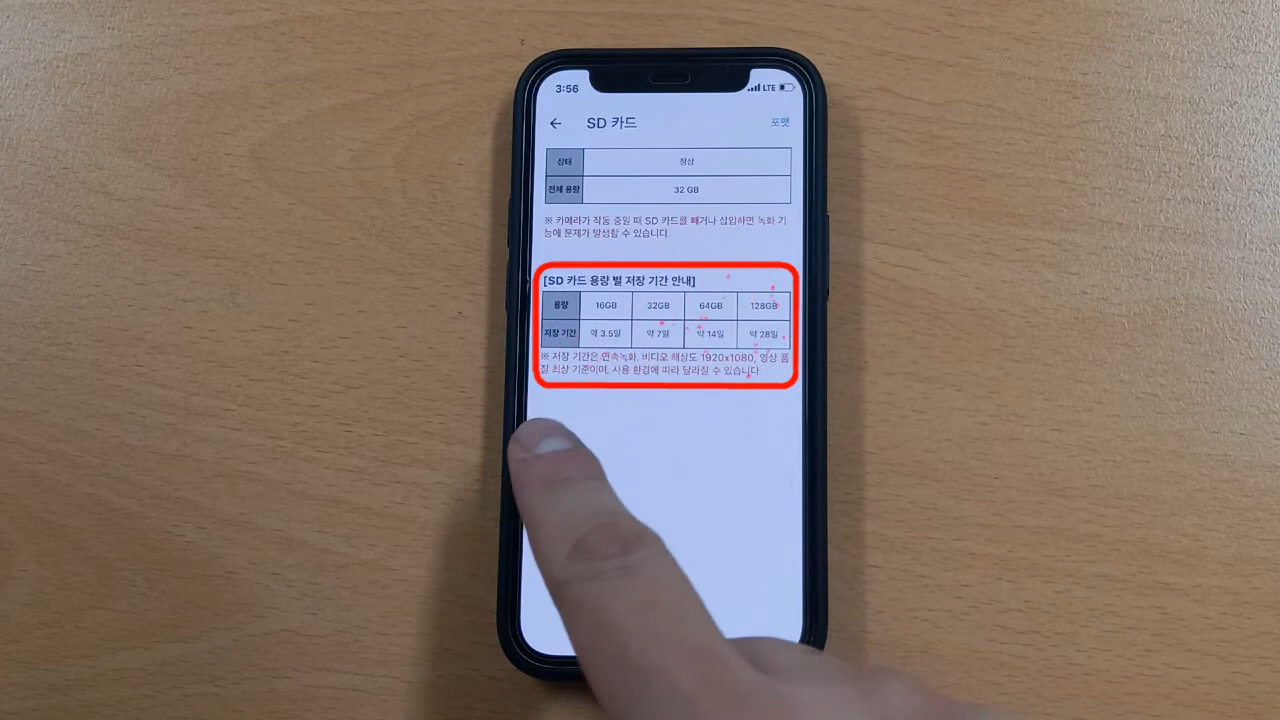 3:56
LTE
SD 카드
포맷
상태
정상
전체 용량
32 GB
※ 카메라가 작동 중일 때 SD 카드를 빼거나 삽입하면 녹화 기
능에 문제가 발생할 수 있습니다.
[SD 카드 용량 별 저장 기간 안내]
용량 16GB 32GB 64GB 128GB
저장 기간 약 3.5일 약 7일 약 14일 약 28일
※ 저장 기간은 연속녹화, 비디오 해상도 1920x1080, 영상 품
질 최상 기준이며, 사용 환경에 따라 달라질 수 있습니다.